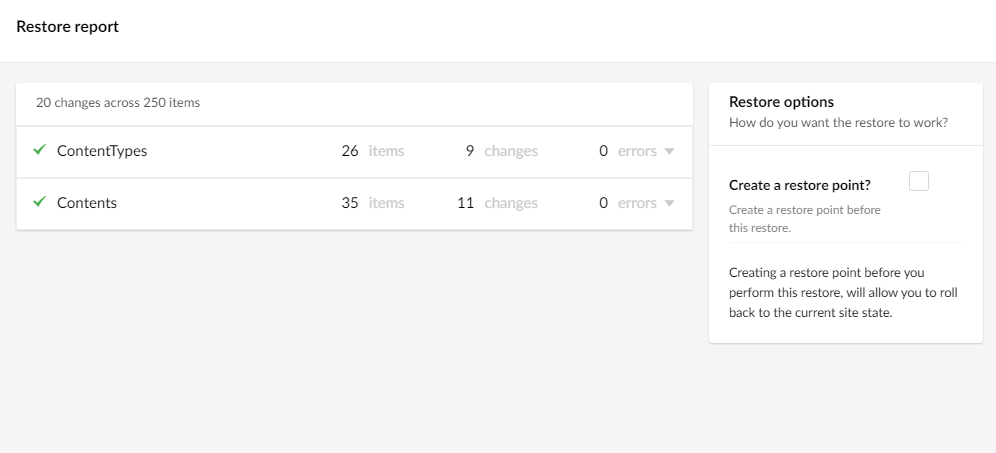 Restore report
20 changes across 250 items
ContentTypes 26 items 9 changes 0 errors
Contents 35 items 11 changes 0 errors
Restore options
How do you want the restore to work?
Create a restore point?
Create a restore point before
this restore.
Creating a restore point before you
perform this restore, will allow you to roll
back to the current site state.